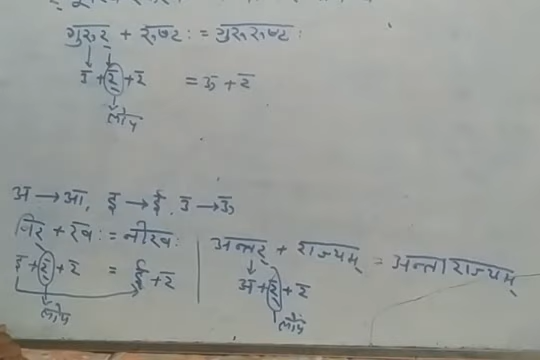 गुरुर् + रुष्टः = गुरूरुष्टः
उ + र् + र = ऊ + र
लोप
अ → आ, इ → ई, उ → ऊ
निर् + रवः = नीरवः
इ + र् + र = ई + र
लोप
अन्तर् + राज्यम् = अन्ताराज्यम्
अ + र् + र
लोप